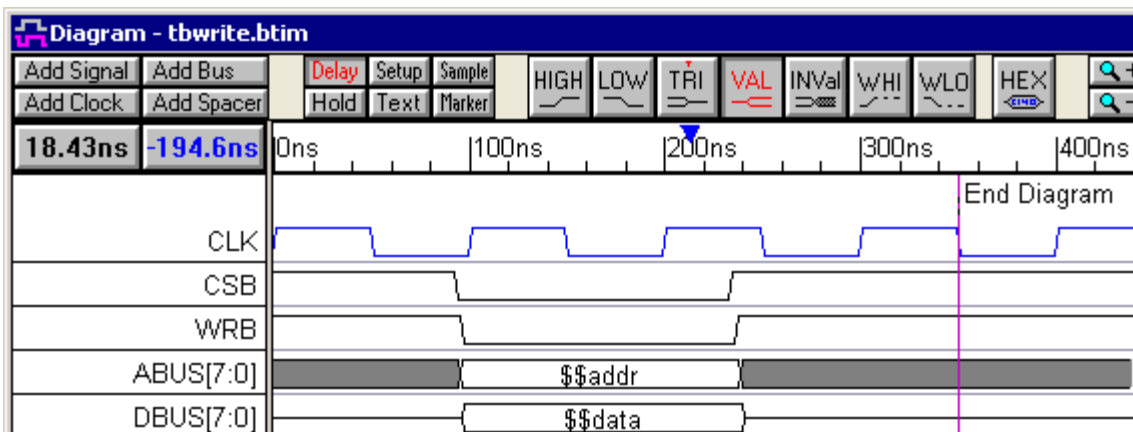 Diagram - tbwrite.btim
Add Signal Add Bus Delay Setup Sample HIGH LOW TRI VAL INVal WHI WLO HEX
Add Clock Add Spacer Hold Text Marker
18.43ns -194.6ns 0ns 100ns 200ns 300ns 400ns
End Diagram
CLK
CSB
WRB
ABUS[7:0] $$addr
DBUS[7:0] $$data